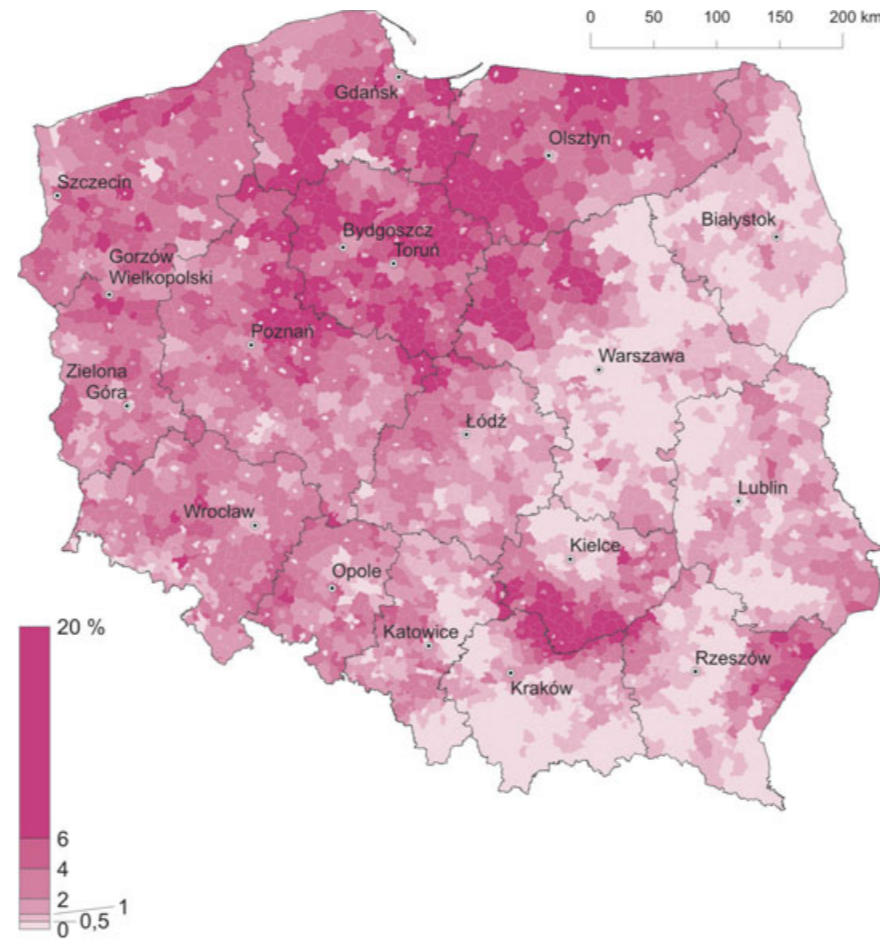 0 50 100 150 200 km
Gdańsk
Olsztyn
Szczecin
Białystok
Bydgoszcz
Toruń
Gorzów
Wielkopolski
Poznań
Warszawa
Zielona
Góra
Łódź
Lublin
Wrocław
Kielce
Opole
20 %
Katowice
Rzeszów
Kraków
6
4
2
1
0,5
0